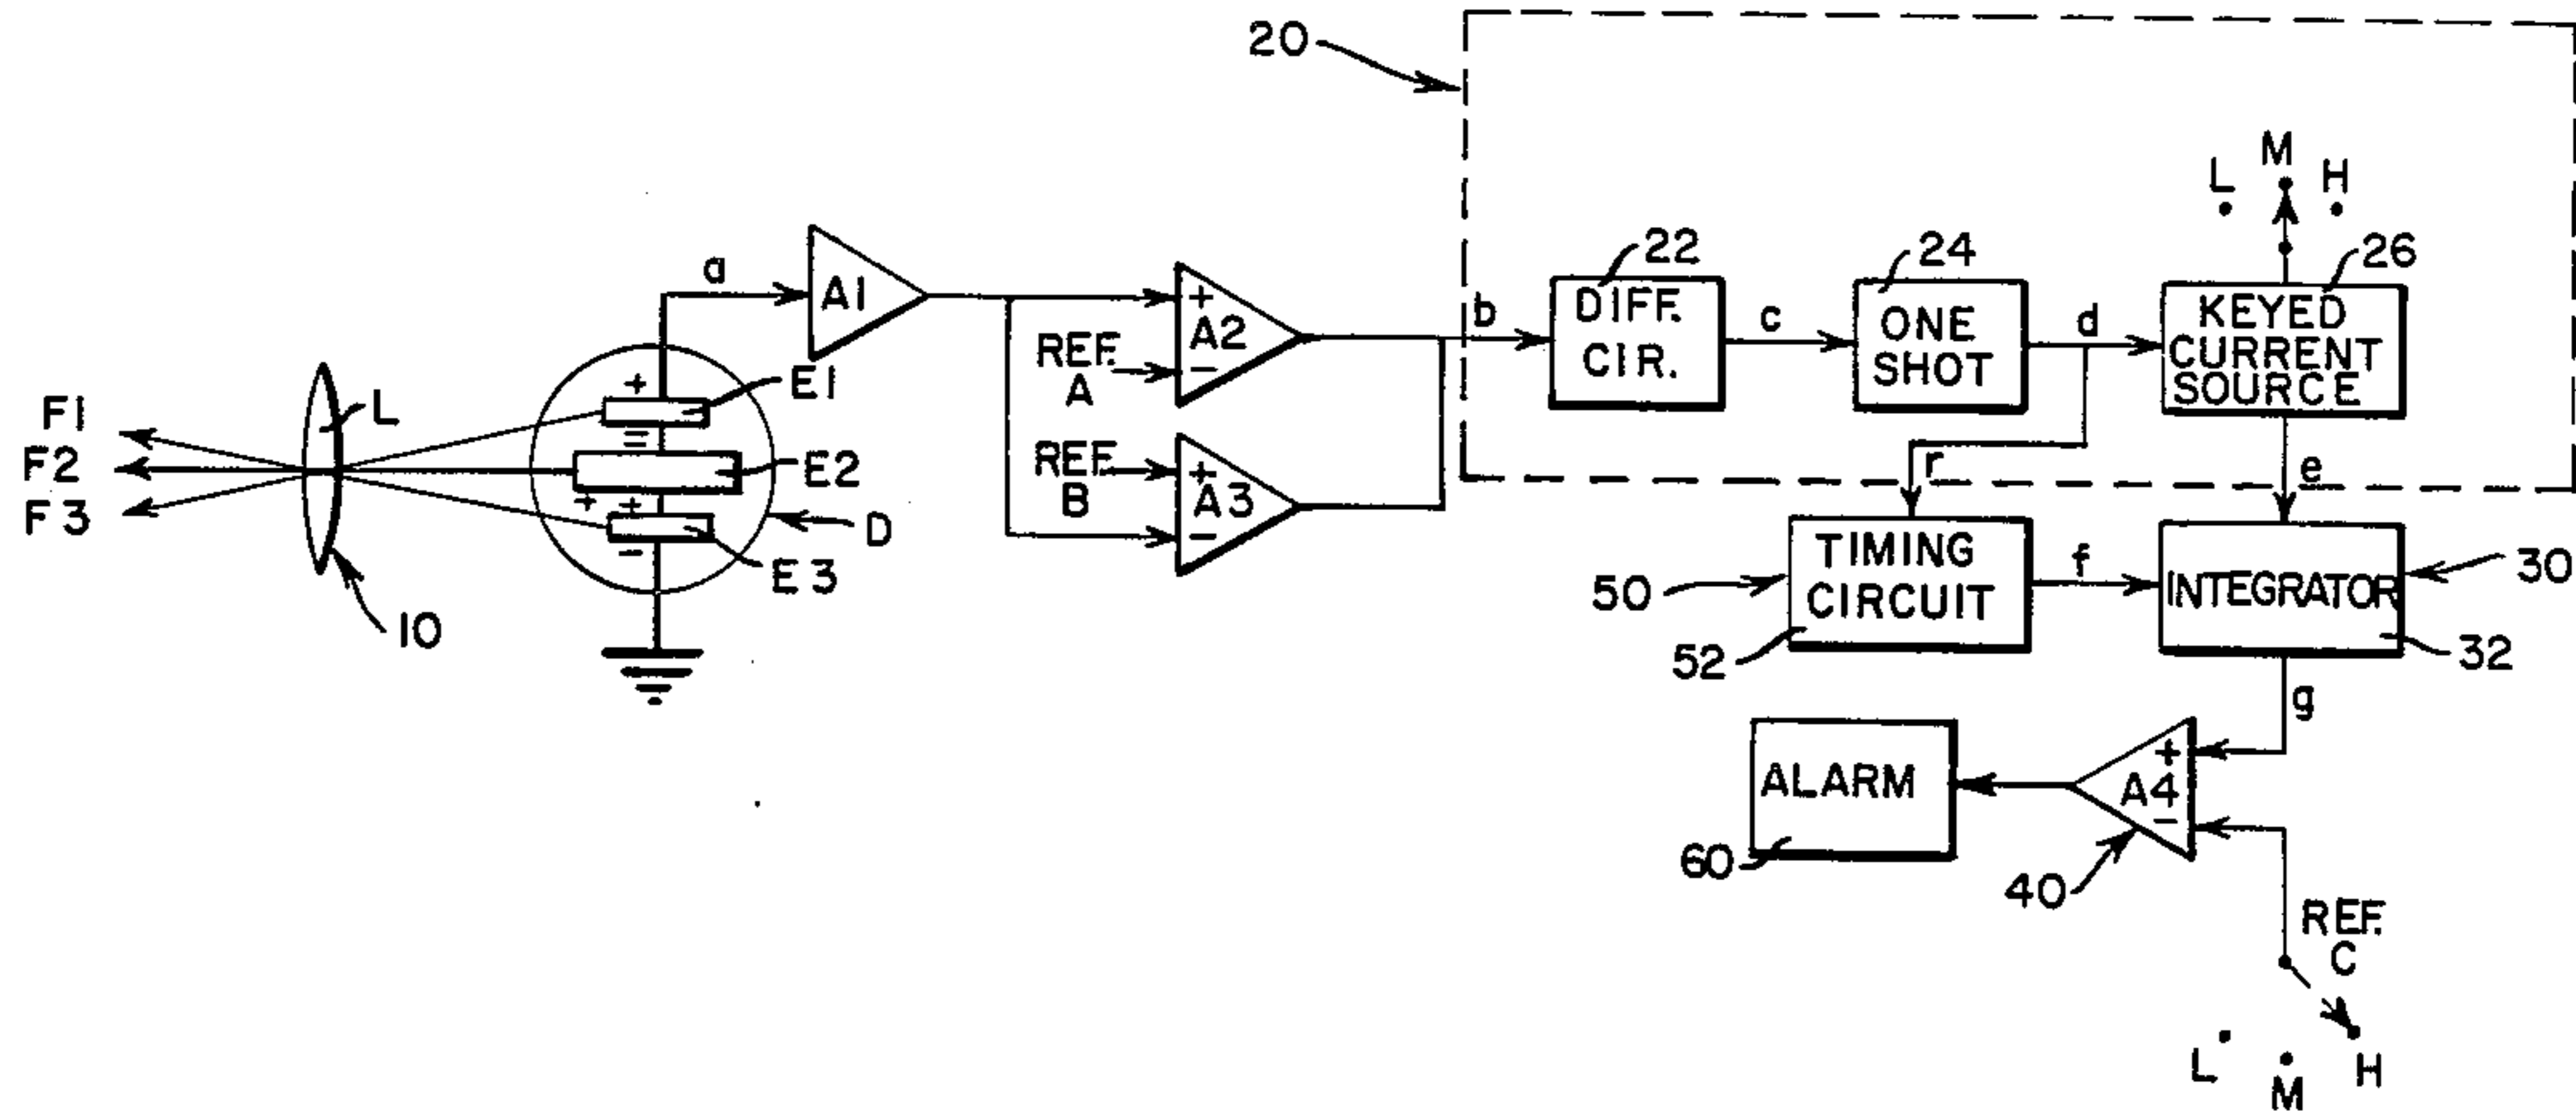 20
M
L H
22
24
26
a
A1
+
A2
-
REF.
A
b
DIFF.
CIR.
c
ONE
SHOT
d
KEYED
CURRENT
SOURCE
F1
F2
F3
L
10
+
E1
-
-
E2
+ +
D
-
E3
REF.
B
+
A3
-
r
e
50
TIMING
CIRCUIT
52
f
INTEGRATOR
30
32
g
ALARM
60
+
A4
-
40
REF.
C
L
M
H